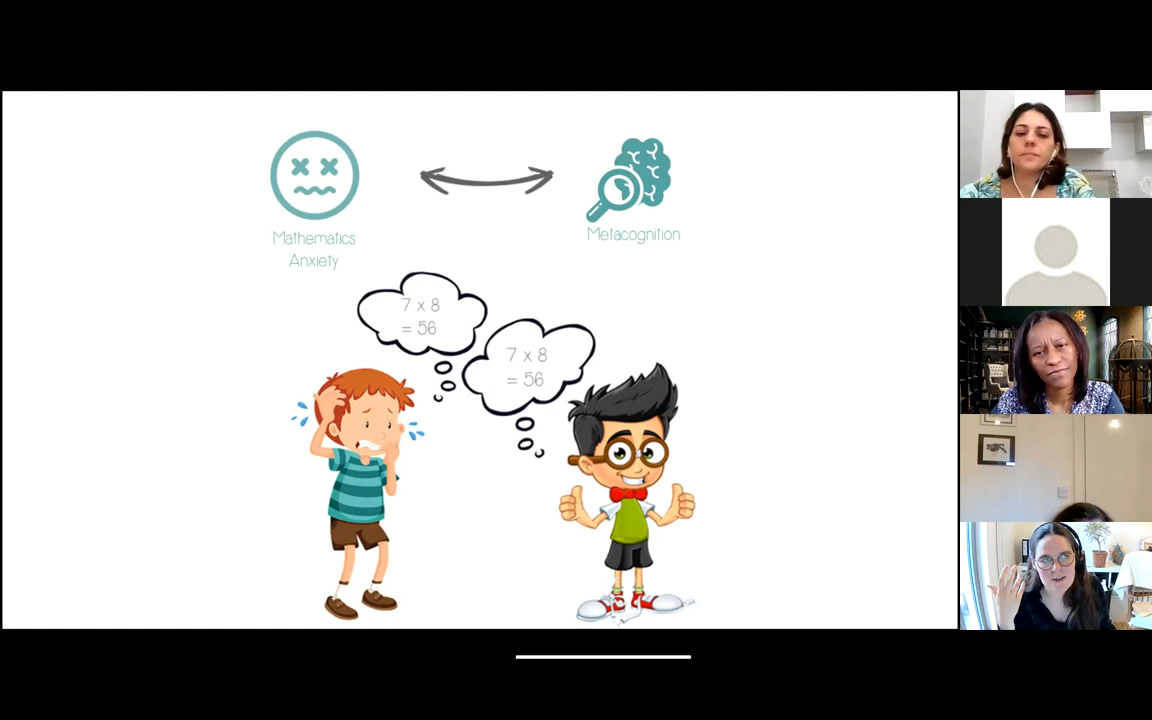 Mathematics
Anxiety
Metacognition
7 x 8
= 56
7 x 8
= 56